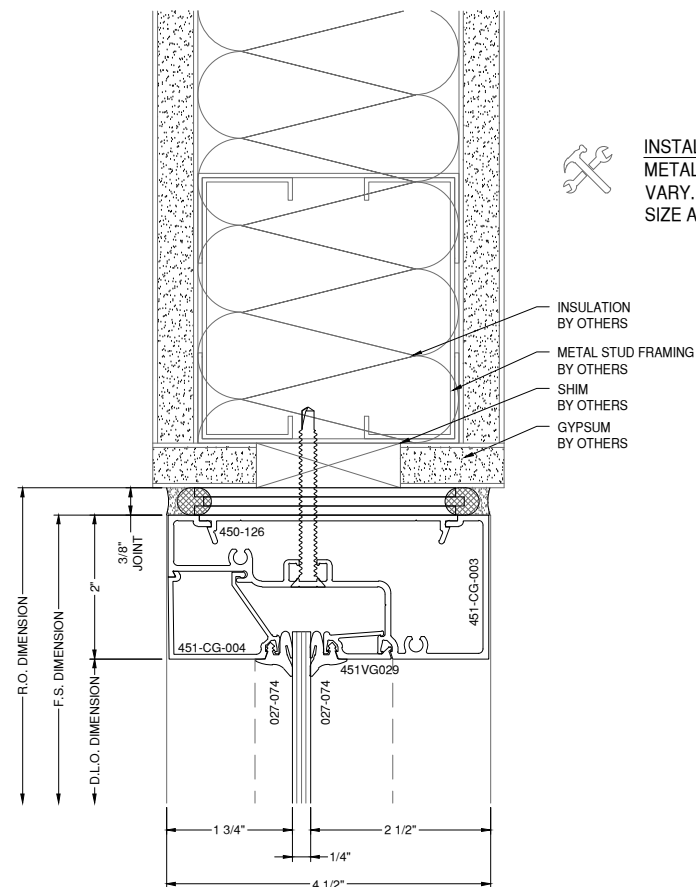 INSTAL
METAL
VARY.
SIZE A
INSULATION
BY OTHERS
METAL STUD FRAMING
BY OTHERS
SHIM
BY OTHERS
GYPSUM
BY OTHERS
3/8"
JOINT
450-126
2"
451-CG-003
451-CG-004
451VG029
027-074
027-074
R.O. DIMENSION
F.S. DIMENSION
D.L.O. DIMENSION
1 3/4"
2 1/2"
1/4"
4 1/2"